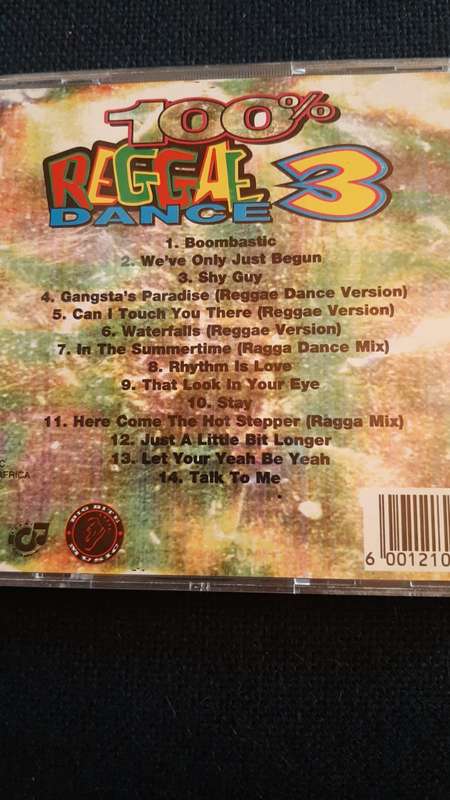 100%
REGGAE
DANCE 3
1. Boombastic
2. We've Only Just Begun
3. Shy Guy
4. Gangsta's Paradise (Reggae Dance Version)
5. Can I Touch You There (Reggae Version)
6. Waterfalls (Reggae Version)
7. In The Summertime (Ragga Dance Mix)
8. Rhythm Is Love
9. That Look In Your Eye
10. Stay
11. Here Come The Hot Stepper (Ragga Mix)
12. Just A Little Bit Longer
13. Let Your Yeah Be Yeah
14. Talk To Me
C
AFRICA
MUSIC
6 001210